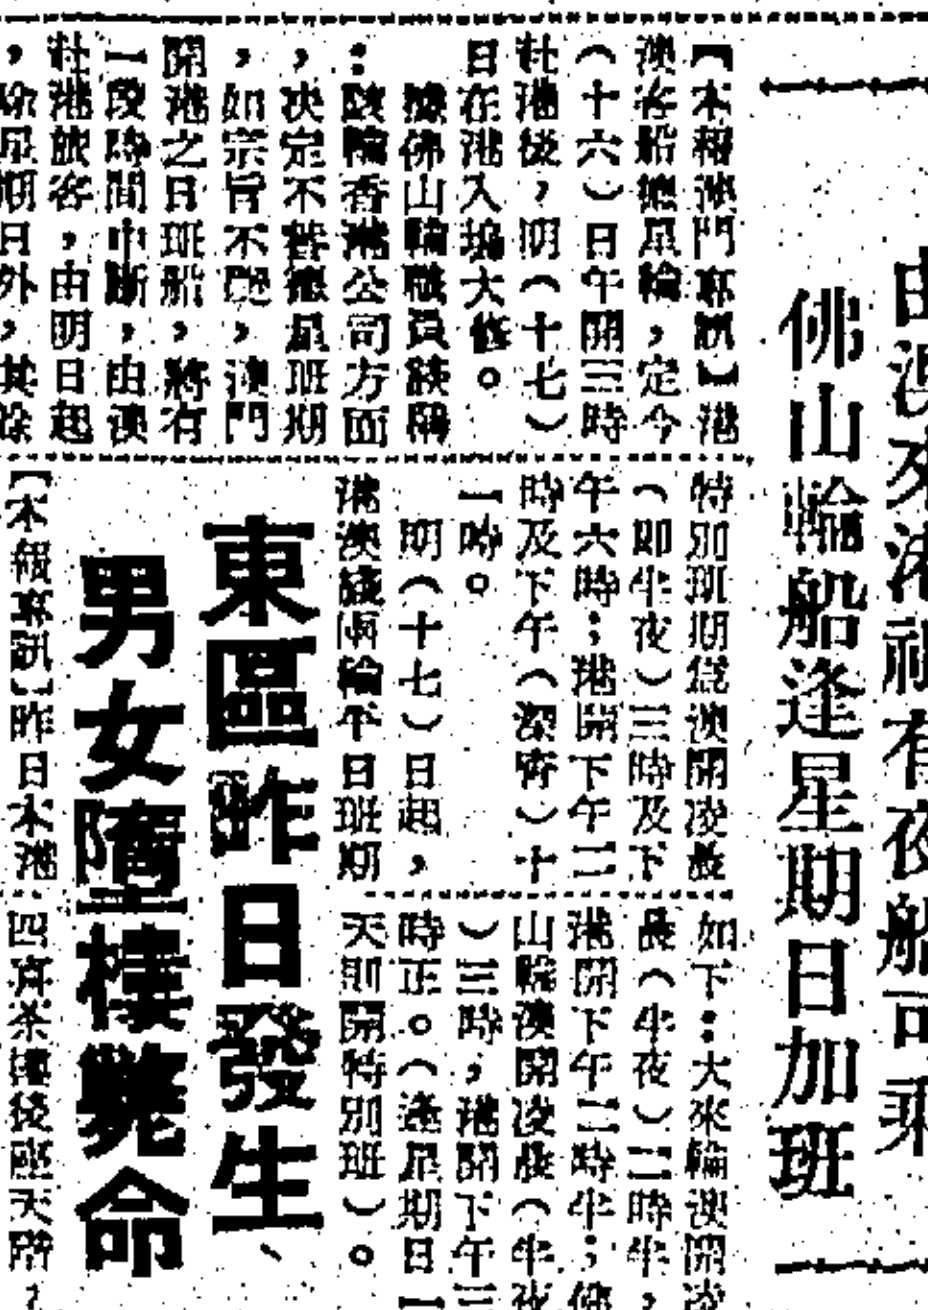 由澳來港祗有夜船可乘
佛山輪船逢星期日加班
【本報澳門專訊】港
澳客船德星輪，定今
（十六）日午開三時
赴港後，明（十七）
日在港入塢大修。
據佛山輪職員談稱
：該輪香港公司方面
，决定不替德星班期
，如宗旨不變，澳門
開港之日班船，將有
一段時間中斷，由澳
赴港旅客，由明日起
，除星期日外，其餘
特別班期爲澳開凌晨
（即半夜）三時及下
午六時；港開下午二
時及下午（深宵）十
一時。
期（十七）日起，
港澳綫兩輪平日班期
如下：大來輪澳開凌
晨（半夜）二時半，
港開下午二時半；佛
山輪澳開凌晨（半夜
）三時，港開下午三
時正。（逢星期日一
天則開特別班）。
東區昨日發生、
男女墮樓斃命
【本報專訊】昨日本港
四宵茶樓後座天階，